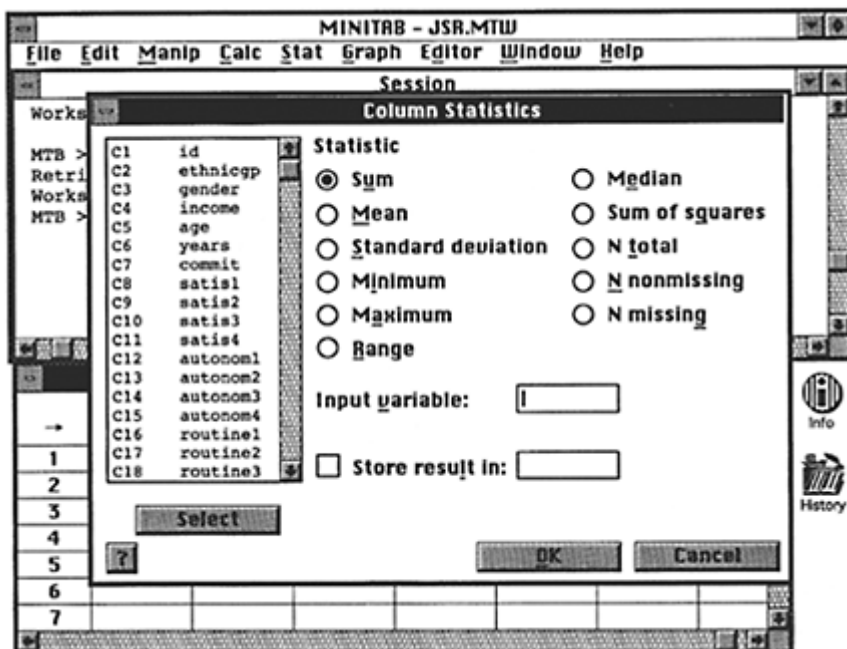 MINITAB - JSR.MTW
File Edit Manip Calc Stat Graph Editor Window Help
Session
Works
MTB >
Retri
Works
MTB >
Column Statistics
C1 id
C2 ethnicgp
C3 gender
C4 income
C5 age
C6 years
C7 commit
C8 satis1
C9 satis2
C10 satis3
C11 satis4
C12 autonom1
C13 autonom2
C14 autonom3
C15 autonom4
C16 routine1
C17 routine2
C18 routine3
Select
?
Statistic
Sum Median
Mean Sum of squares
Standard deviation N total
Minimum N nonmissing
Maximum N missing
Range
Input variable:
Store result in:
OK Cancel
Info
History
→
1
2
3
4
5
6
7